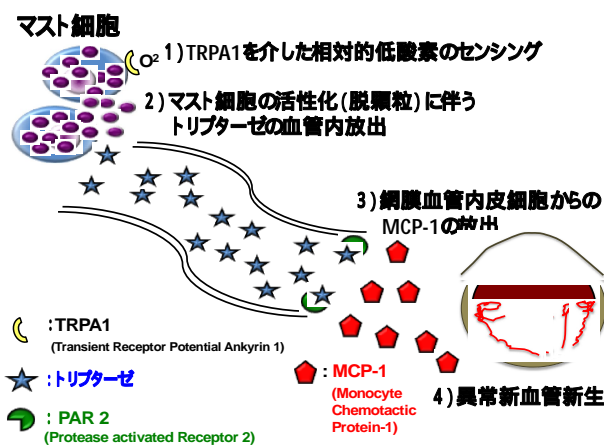 マスト細胞
O2
1)TRPA1を介した相対的低酸素のセンシング
2)マスト細胞の活性化(脱顆粒)に伴う
トリプターゼの血管内放出
3)網膜血管内皮細胞からの
MCP-1の放出
:TRPA1
(Transient Receptor Potential Ankyrin 1)
:トリプターゼ
: PAR 2
(Protease activated Receptor 2)
: MCP-1
(Monocyte
Chemotactic
Protein-1)
4)異常新血管新生